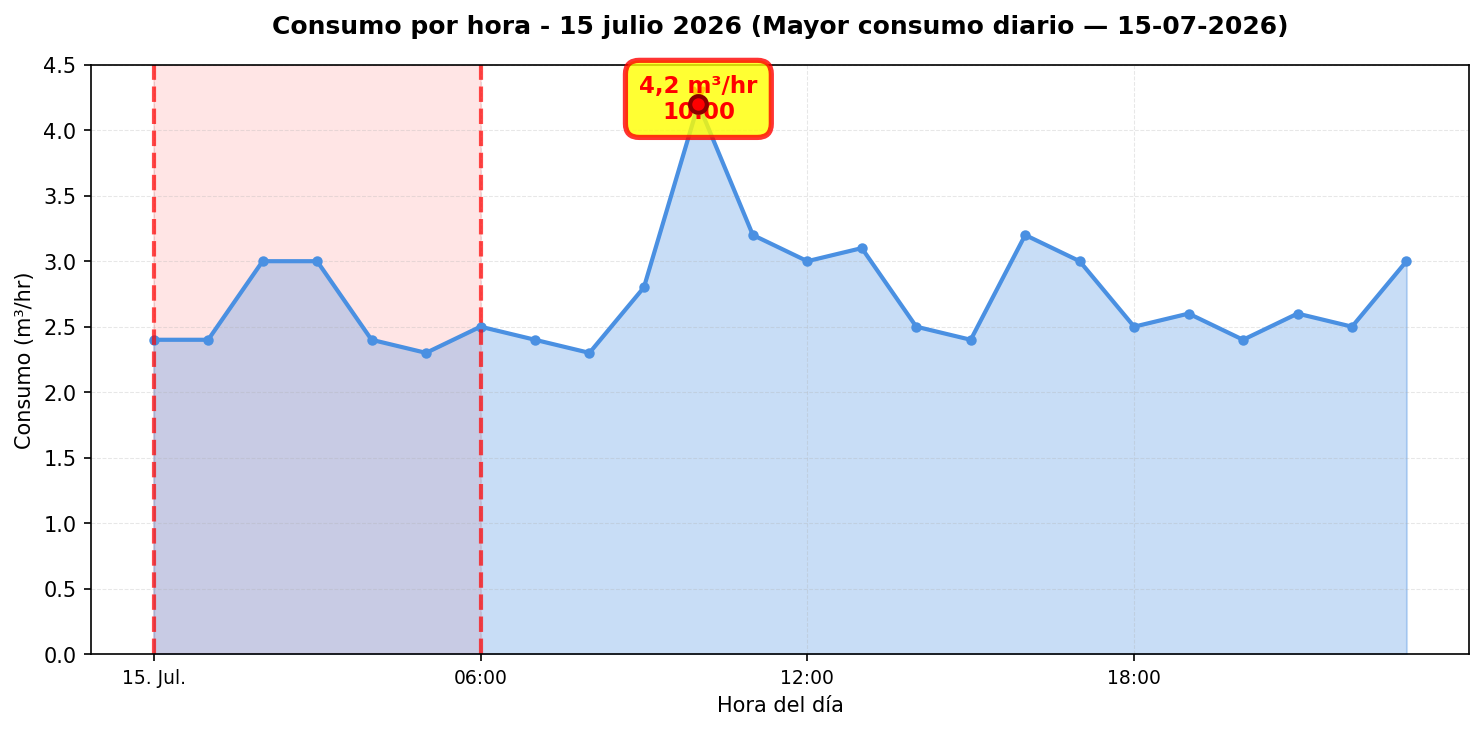 Consumo por hora - 15 julio 2026 (Mayor consumo diario — 15-07-2026)
4,2 m³/hr
10:00
Consumo (m³/hr)
4.5
4.0
3.5
3.0
2.5
2.0
1.5
1.0
0.5
0.0
15. Jul.
06:00
12:00
18:00
Hora del día